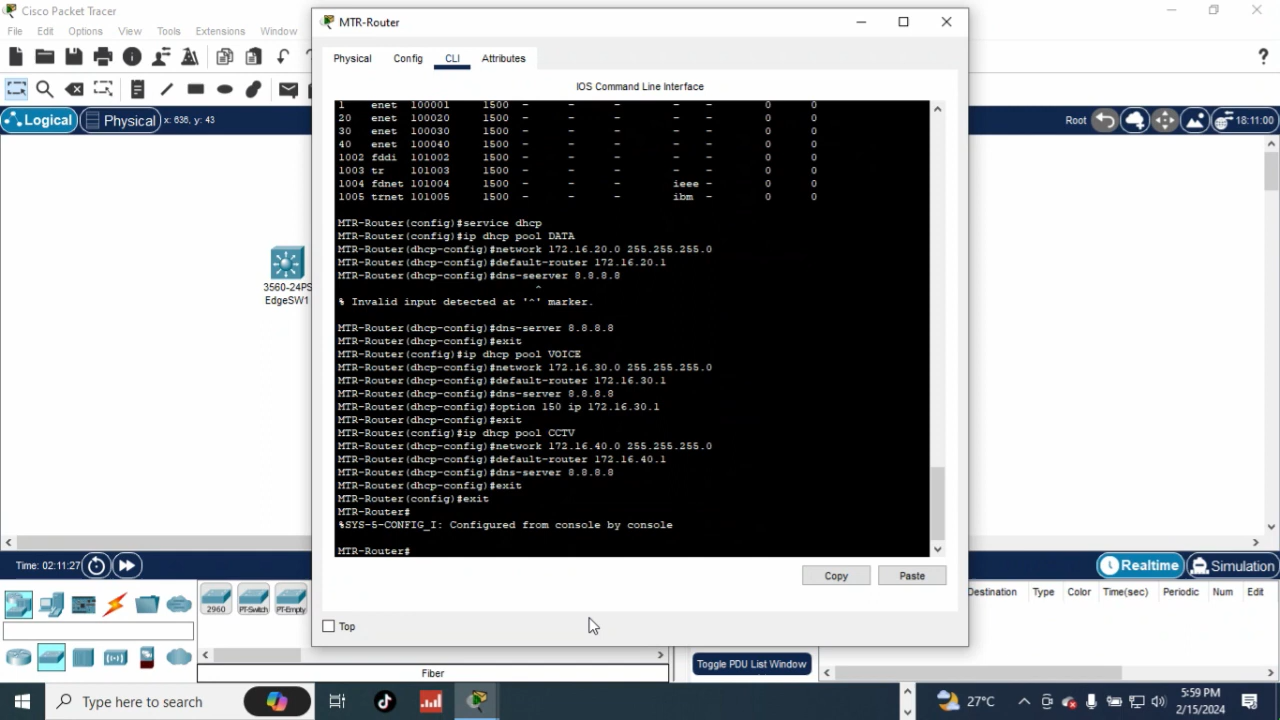 Cisco Packet Tracer
File Edit Options View Tools Extensions Window
Logical Physical x: 636, y: 43
Root 18:11:00
3560-24PS
EdgeSW1
MTR-Router
Physical Config CLI Attributes
IOS Command Line Interface
1 enet 100001 1500 - - - - - 0 0
20 enet 100020 1500 - - - - - 0 0
30 enet 100030 1500 - - - - - 0 0
40 enet 100040 1500 - - - - - 0 0
1002 fddi 101002 1500 - - - - - 0 0
1003 tr 101003 1500 - - - - - 0 0
1004 fdnet 101004 1500 - - - ieee - 0 0
1005 trnet 101005 1500 - - - ibm - 0 0
MTR-Router(config)#service dhcp
MTR-Router(config)#ip dhcp pool DATA
MTR-Router(dhcp-config)#network 172.16.20.0 255.255.255.0
MTR-Router(dhcp-config)#default-router 172.16.20.1
MTR-Router(dhcp-config)#dns-seerver 8.8.8.8
^
% Invalid input detected at '^' marker.
MTR-Router(dhcp-config)#dns-server 8.8.8.8
MTR-Router(dhcp-config)#exit
MTR-Router(config)#ip dhcp pool VOICE
MTR-Router(dhcp-config)#network 172.16.30.0 255.255.255.0
MTR-Router(dhcp-config)#default-router 172.16.30.1
MTR-Router(dhcp-config)#dns-server 8.8.8.8
MTR-Router(dhcp-config)#option 150 ip 172.16.30.1
MTR-Router(dhcp-config)#exit
MTR-Router(config)#ip dhcp pool CCTV
MTR-Router(dhcp-config)#network 172.16.40.0 255.255.255.0
MTR-Router(dhcp-config)#default-router 172.16.40.1
MTR-Router(dhcp-config)#dns-server 8.8.8.8
MTR-Router(dhcp-config)#exit
MTR-Router(config)#exit
MTR-Router#
%SYS-5-CONFIG_I: Configured from console by console
MTR-Router#
Copy Paste
Top
Time: 02:11:27
Realtime Simulation
2960 PT-Switch PT-Empty
Destination Type Color Time(sec) Periodic Num Edit
Fiber
Toggle PDU List Window
Type here to search
27°C
5:59 PM
2/15/2024